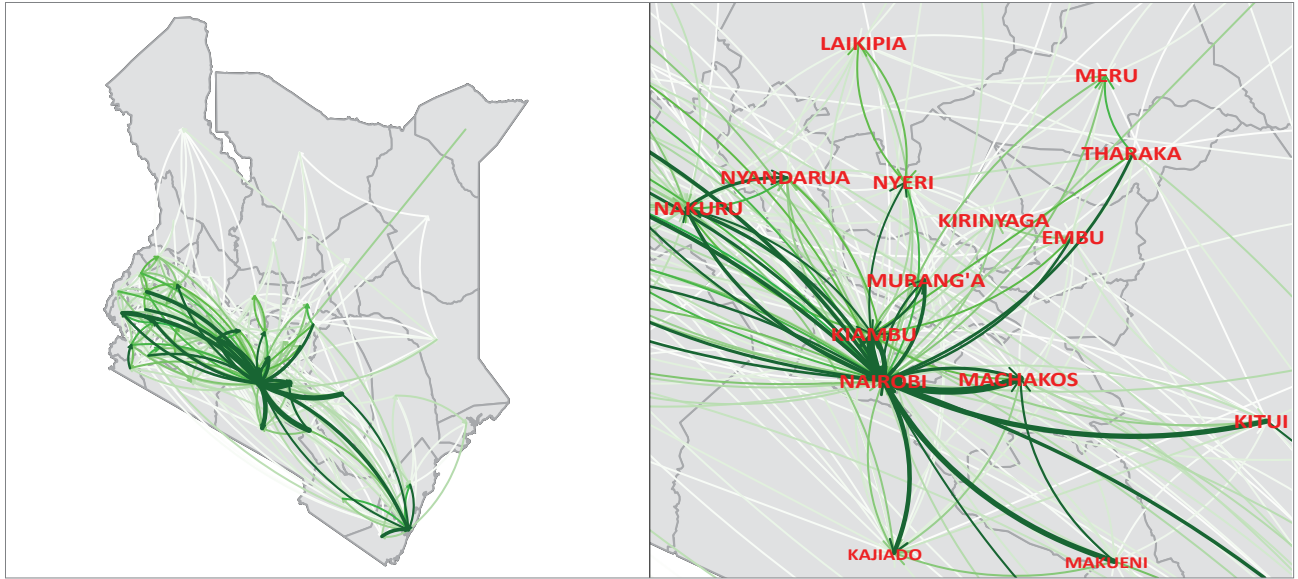 LAIKIPIA
MERU
THARAKA
NYANDARUA
NYERI
NAKURU
KIRINYAGA
EMBU
MURANG'A
KIAMBU
NAIROBI
MACHAKOS
KITUI
KAJIADO
MAKUENI